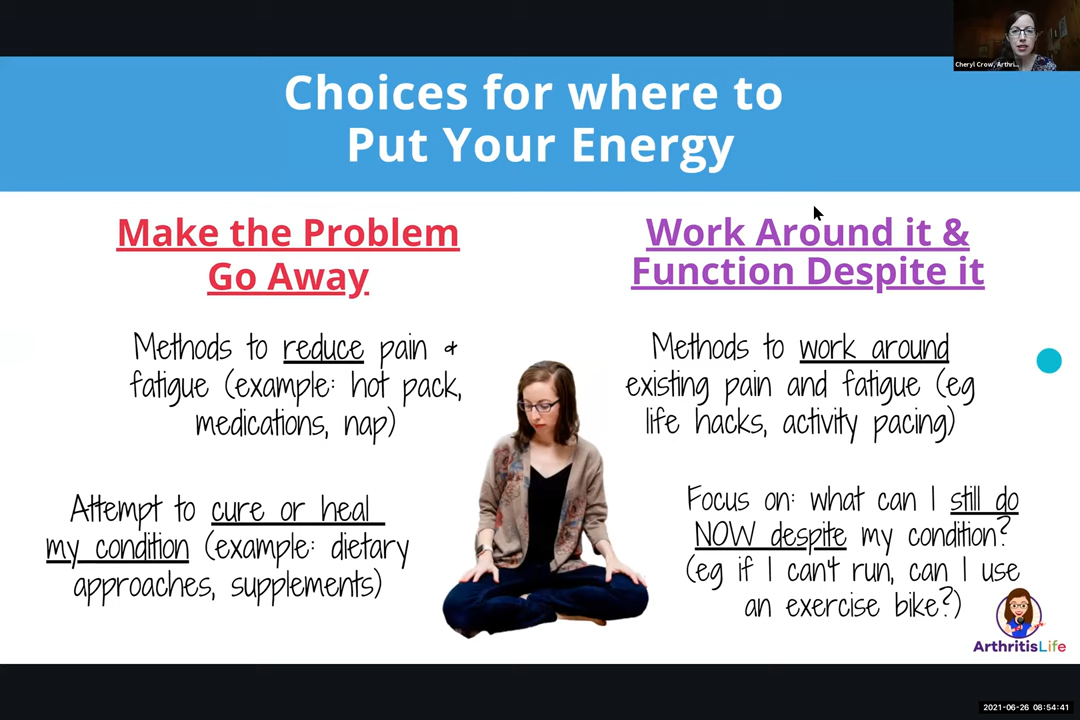 Cheryl Crow, Arthri...
Choices for where to
Put Your Energy
Make the Problem
Go Away
Methods to reduce pain &
fatigue (example: hot pack,
medications, nap)
Attempt to cure or heal
my condition (example: dietary
approaches, supplements)
Work Around it &
Function Despite it
Methods to work around
existing pain and fatigue (eg
life hacks, activity pacing)
Focus on: what can I still do
NOW despite my condition?
(eg if I can't run, can I use
an exercise bike?)
ArthritisLife
2021-06-26 08:54:41